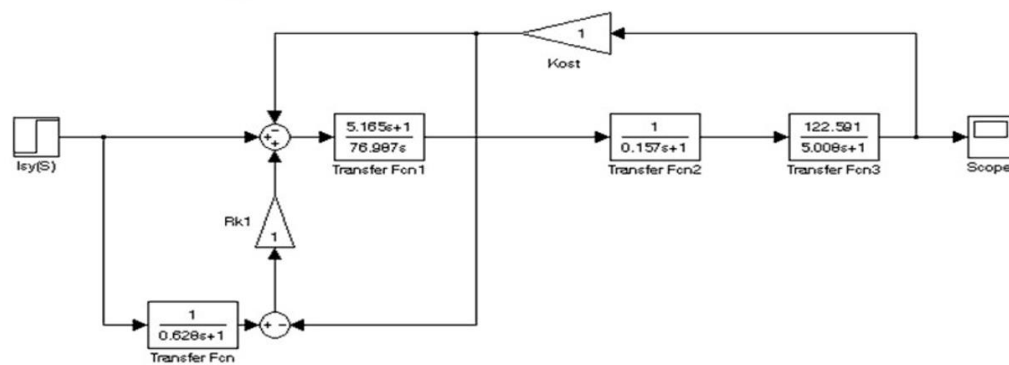 1
Kost
−
+
+
5.165s+1
76.987s
Transfer Fcn1
1
0.157s+1
Transfer Fcn2
122.591
5.008s+1
Transfer Fcn3
Isy(S)
Scope
Rk1
1
1
0.628s+1
Transfer Fcn
+ −